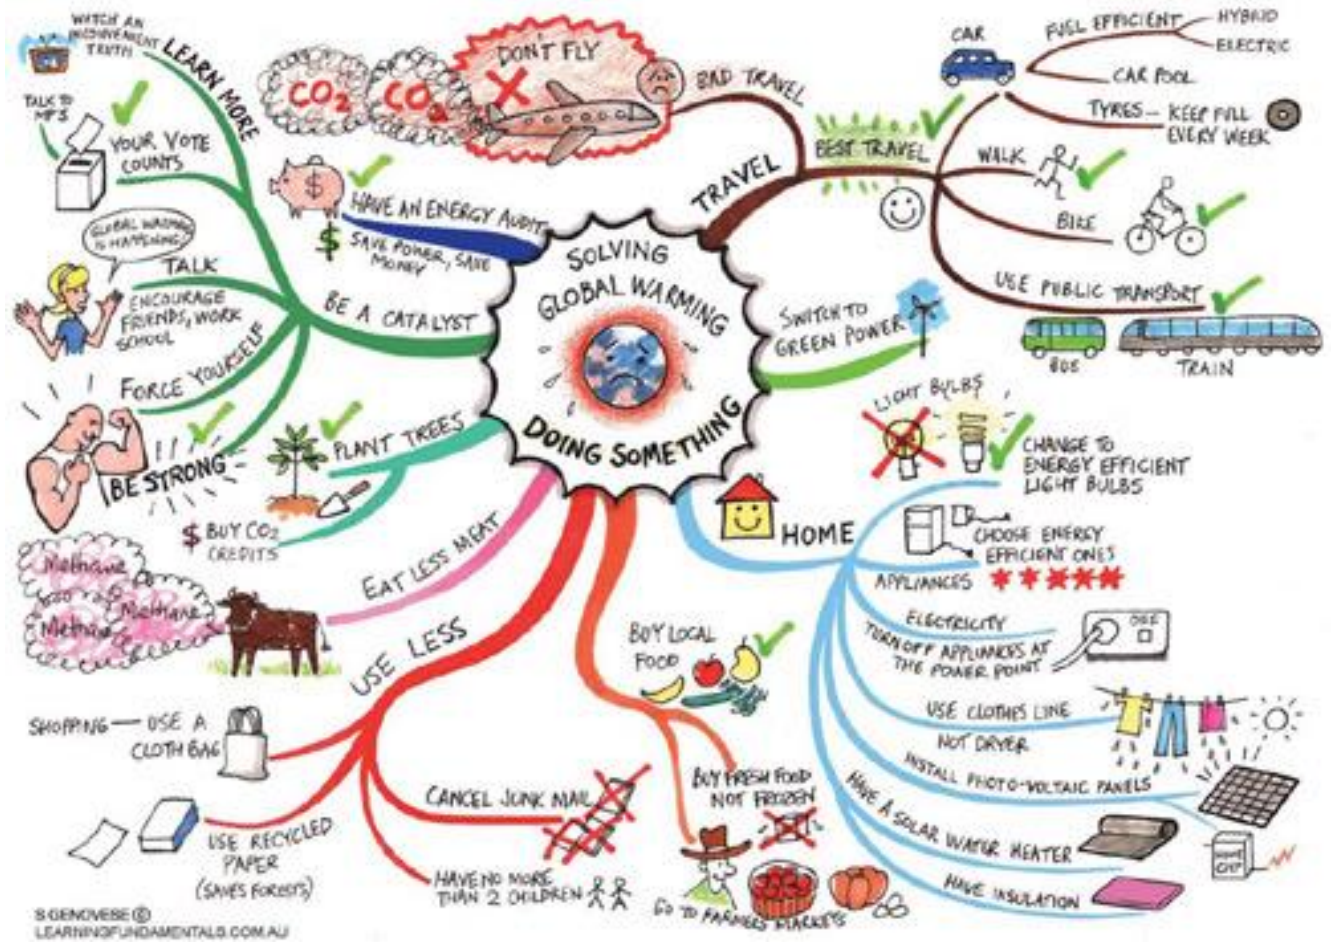 SOLVING
GLOBAL WARMING
DOING SOMETHING
TRAVEL
BAD TRAVEL
DON'T FLY
CO2
CO2
BEST TRAVEL
CAR
FUEL EFFICIENT
HYBRID
ELECTRIC
CAR POOL
TYRES – KEEP FULL
EVERY WEEK
WALK
BIKE
USE PUBLIC TRANSPORT
BUS
TRAIN
SWITCH TO
GREEN POWER
HOME
LIGHT BULBS
CHANGE TO
ENERGY EFFICIENT
LIGHT BULBS
CHOOSE ENERGY
EFFICIENT ONES
APPLIANCES
ELECTRICITY
TURN OFF APPLIANCES AT
THE POWER POINT
USE CLOTHES LINE
NOT DRYER
INSTALL PHOTO-VOLTAIC PANELS
HAVE A SOLAR WATER HEATER
HAVE INSULATION
BUY LOCAL
FOOD
BUY FRESH FOOD
NOT FROZEN
GO TO FARMERS MARKETS
USE LESS
SHOPPING — USE A
CLOTH BAG
USE RECYCLED
PAPER
(SAVES FORESTS)
CANCEL JUNK MAIL
HAVE NO MORE
THAN 2 CHILDREN
EAT LESS MEAT
Methane
Methane
Methane
PLANT TREES
$ BUY CO2
CREDITS
BE A CATALYST
LEARN MORE
WATCH AN
INCONVENIENT
TRUTH
TALK TO
MPS
YOUR VOTE
COUNTS
GLOBAL WARMING
IS HAPPENING!
TALK
ENCOURAGE
FRIENDS, WORK
SCHOOL
FORCE YOURSELF
BE STRONG
$
HAVE AN ENERGY AUDIT
$ SAVE POWER, SAVE
MONEY
S GENOVESE ©
LEARNINGFUNDAMENTALS.COM.AU